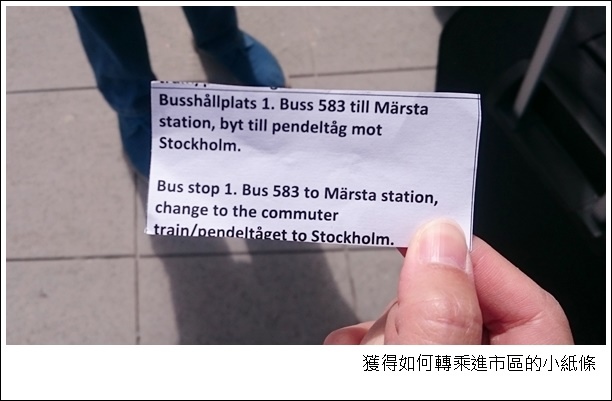 Busshållplats 1. Buss 583 till Märsta
station, byt till pendeltåg mot
Stockholm.
Bus stop 1. Bus 583 to Märsta station,
change to the commuter
train/pendeltåget to Stockholm.
獲得如何轉乘進市區的小紙條